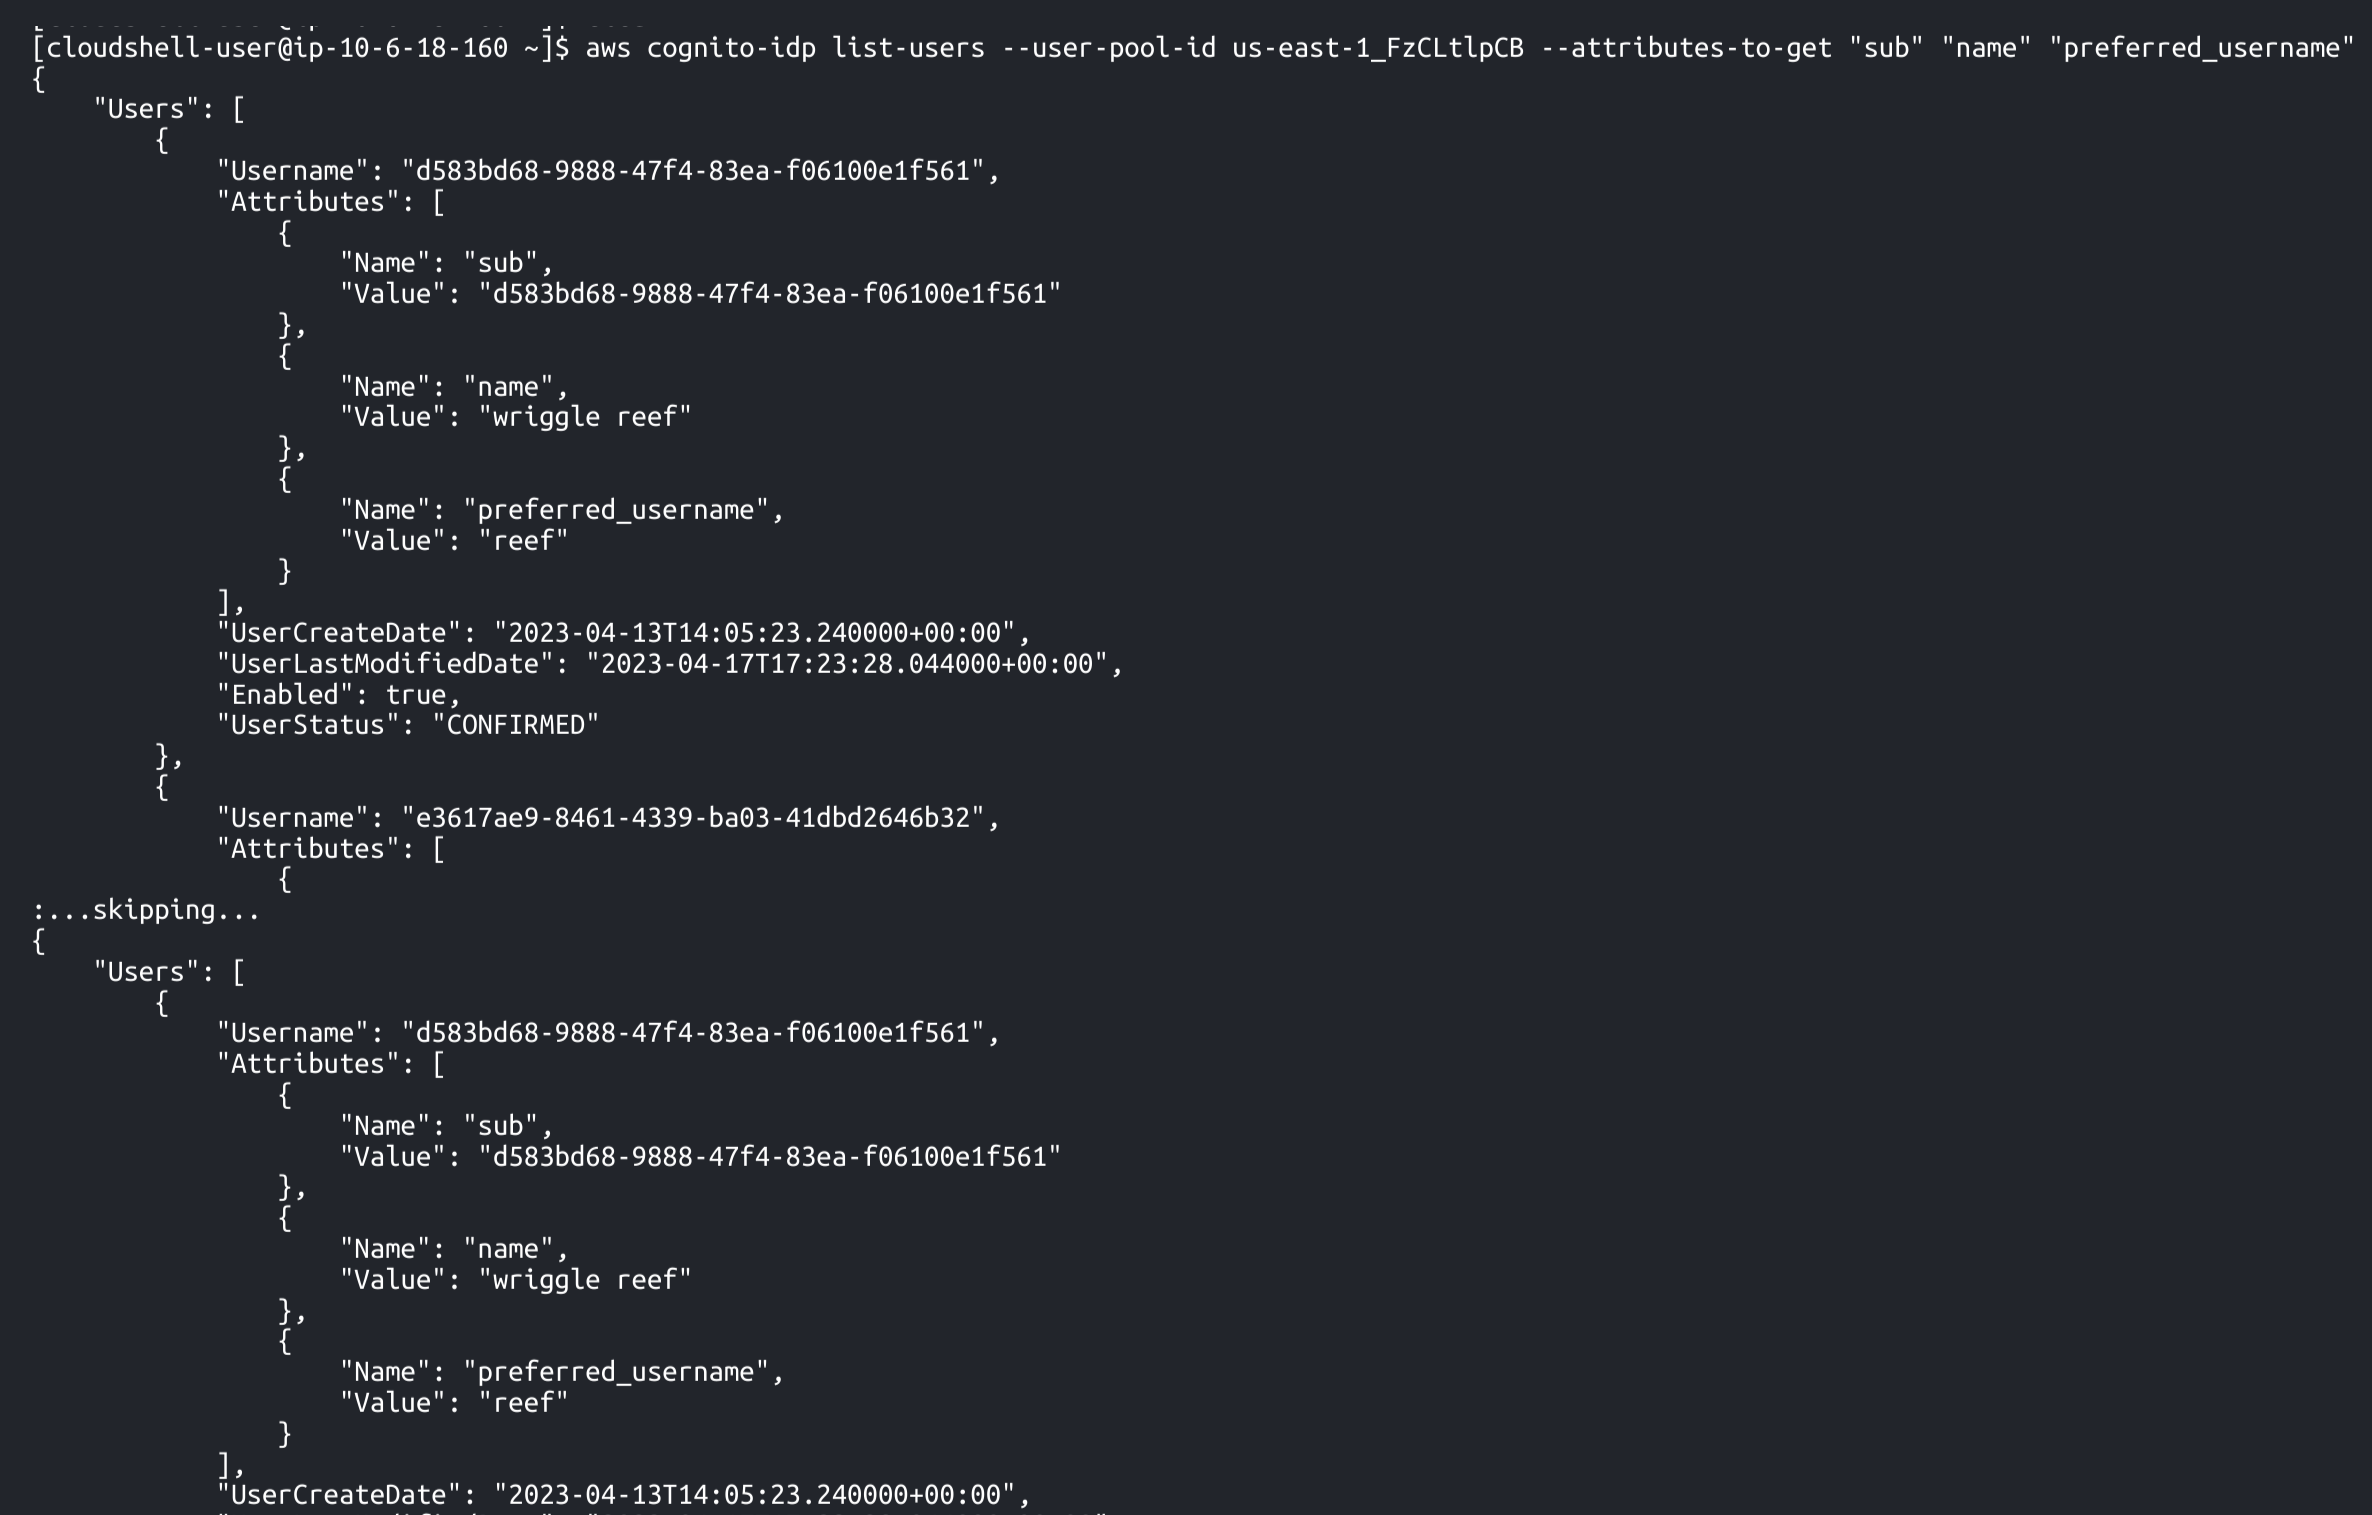 [cloudshell-user@ip-10-6-18-160 ~]$ aws cognito-idp list-users --user-pool-id us-east-1_FzCLtlpCB --attributes-to-get "sub" "name" "preferred_username"
{
    "Users": [
        {
            "Username": "d583bd68-9888-47f4-83ea-f06100e1f561",
            "Attributes": [
                {
                    "Name": "sub",
                    "Value": "d583bd68-9888-47f4-83ea-f06100e1f561"
                },
                {
                    "Name": "name",
                    "Value": "wriggle reef"
                },
                {
                    "Name": "preferred_username",
                    "Value": "reef"
                }
            ],
            "UserCreateDate": "2023-04-13T14:05:23.240000+00:00",
            "UserLastModifiedDate": "2023-04-17T17:23:28.044000+00:00",
            "Enabled": true,
            "UserStatus": "CONFIRMED"
        },
        {
            "Username": "e3617ae9-8461-4339-ba03-41dbd2646b32",
            "Attributes": [
                {
:...skipping...
{
    "Users": [
        {
            "Username": "d583bd68-9888-47f4-83ea-f06100e1f561",
            "Attributes": [
                {
                    "Name": "sub",
                    "Value": "d583bd68-9888-47f4-83ea-f06100e1f561"
                },
                {
                    "Name": "name",
                    "Value": "wriggle reef"
                },
                {
                    "Name": "preferred_username",
                    "Value": "reef"
                }
            ],
            "UserCreateDate": "2023-04-13T14:05:23.240000+00:00",